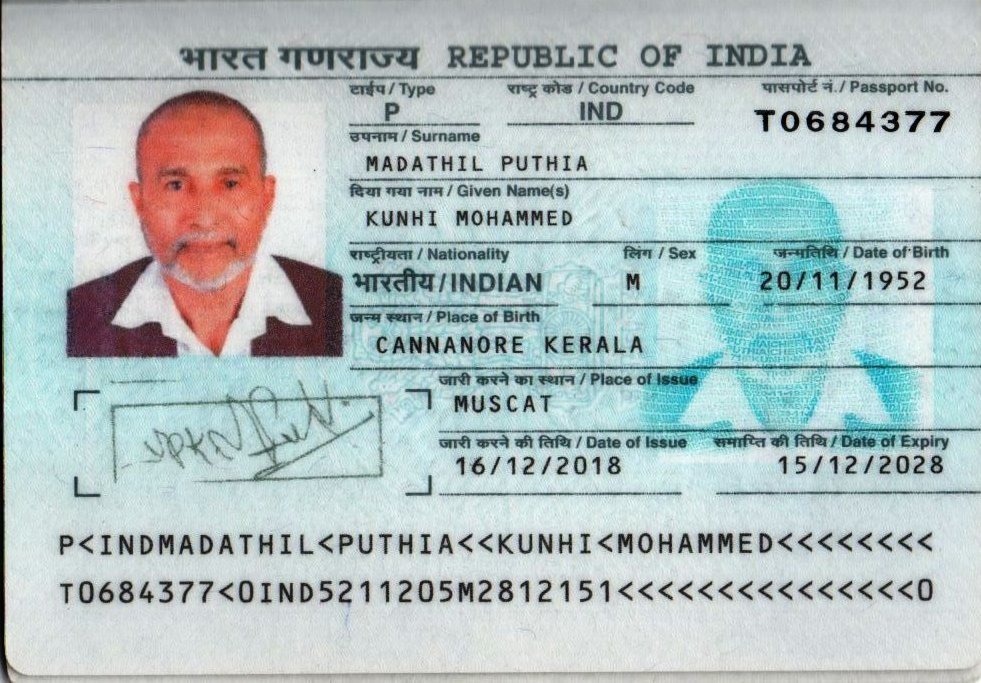 भारत गणराज्य REPUBLIC OF INDIA
टाईप / Type राष्ट्र कोड / Country Code पासपोर्ट नं. / Passport No.
P IND T0684377
उपनाम / Surname
MADATHIL PUTHIA
दिया गया नाम / Given Name(s)
KUNHI MOHAMMED
राष्ट्रीयता / Nationality लिंग / Sex जन्मतिथि / Date of Birth
भारतीय / INDIAN M 20/11/1952
जन्म स्थान / Place of Birth
CANNANORE KERALA
जारी करने का स्थान / Place of Issue
MUSCAT
जारी करने की तिथि / Date of Issue समाप्ति की तिथि / Date of Expiry
16/12/2018 15/12/2028
P<INDMADATHIL<PUTHIA<<KUNHI<MOHAMMED<<<<<<<<
T0684377<0IND5211205M2812151<<<<<<<<<<<<<<<0